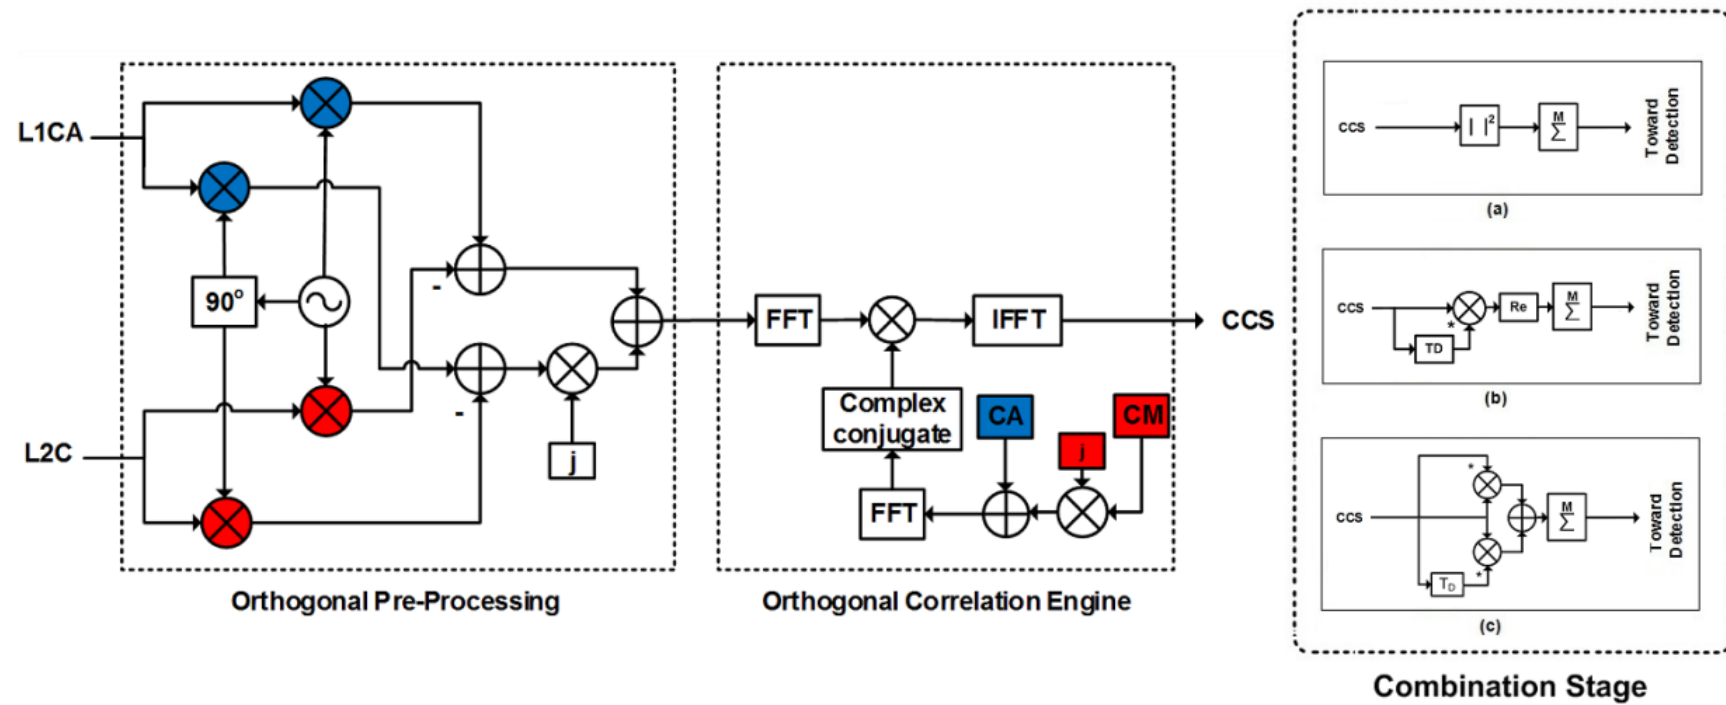 L1CA
90°
-
-
j
L2C
Orthogonal Pre-Processing
FFT
IFFT
CCS
Complex
conjugate
CA
CM
j
FFT
Orthogonal Correlation Engine
CCS
| |²
M
Σ
Toward
Detection
(a)
CCS
*
TD
Re
M
Σ
Toward
Detection
(b)
CCS
*
*
TD
M
Σ
Toward
Detection
(c)
Combination Stage